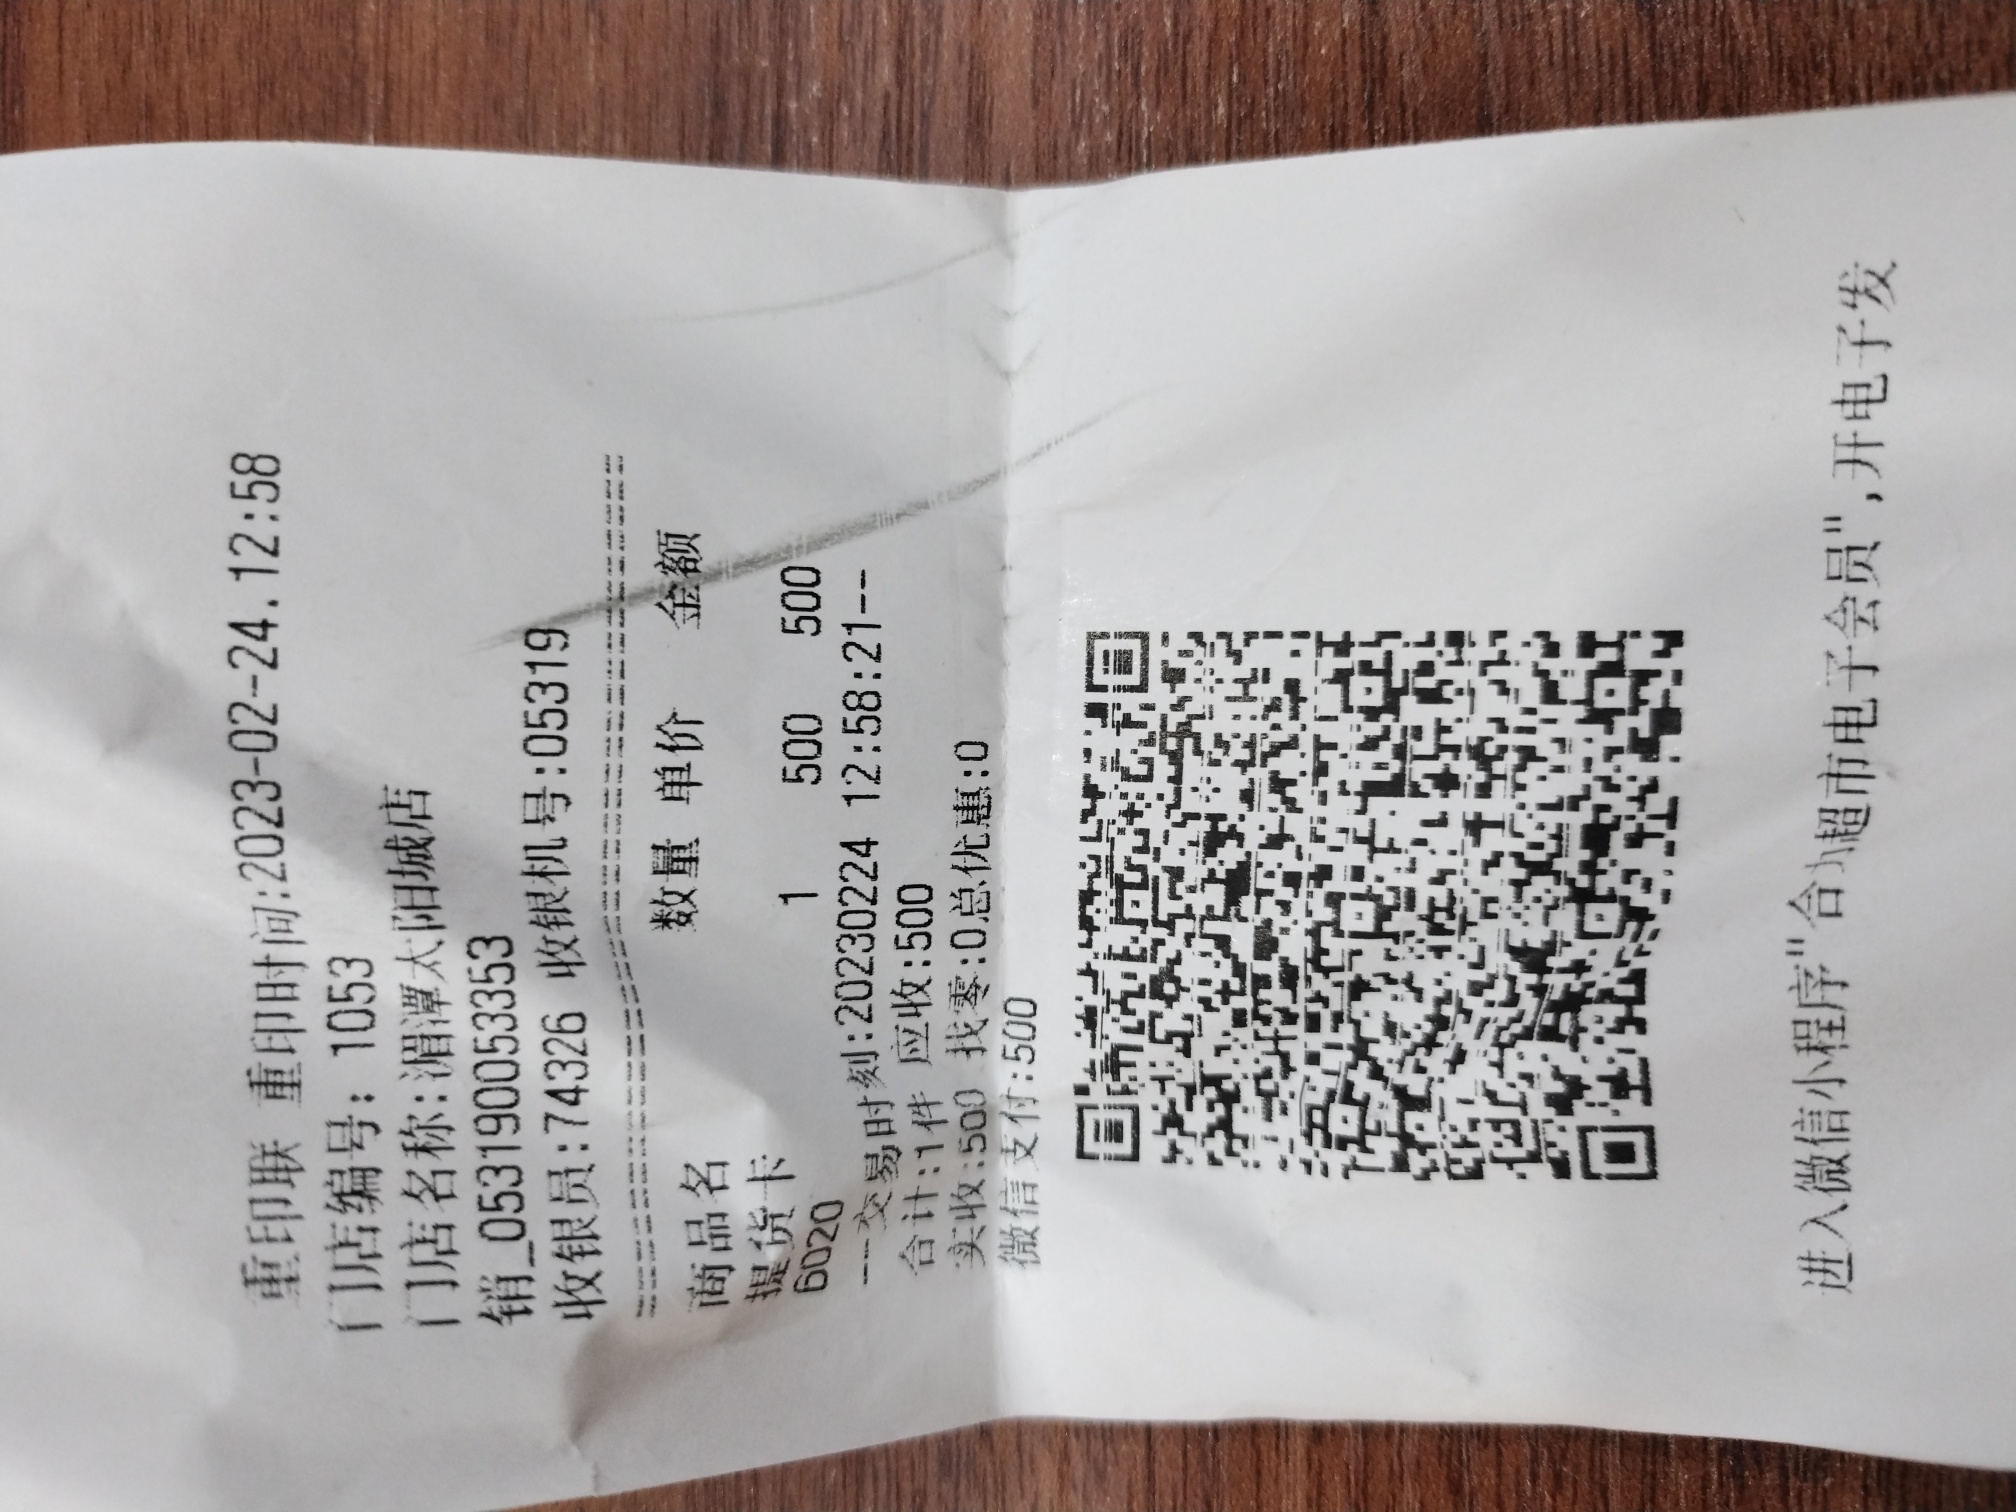 重印联 重印时间:2023-02-24.12:58
门店编号: 1053
门店名称:湄潭太阳城店
销_053190053353
收银员:74326 收银机号:05319
商品名 数量 单价 金额
提货卡
6020 1 500 500
--交易时刻:20230224 12:58:21--
合计:1件 应收:500
实收:500 找零:0总优惠:0
微信支付:500
进入微信小程序"合力超市电子会员",开电子发